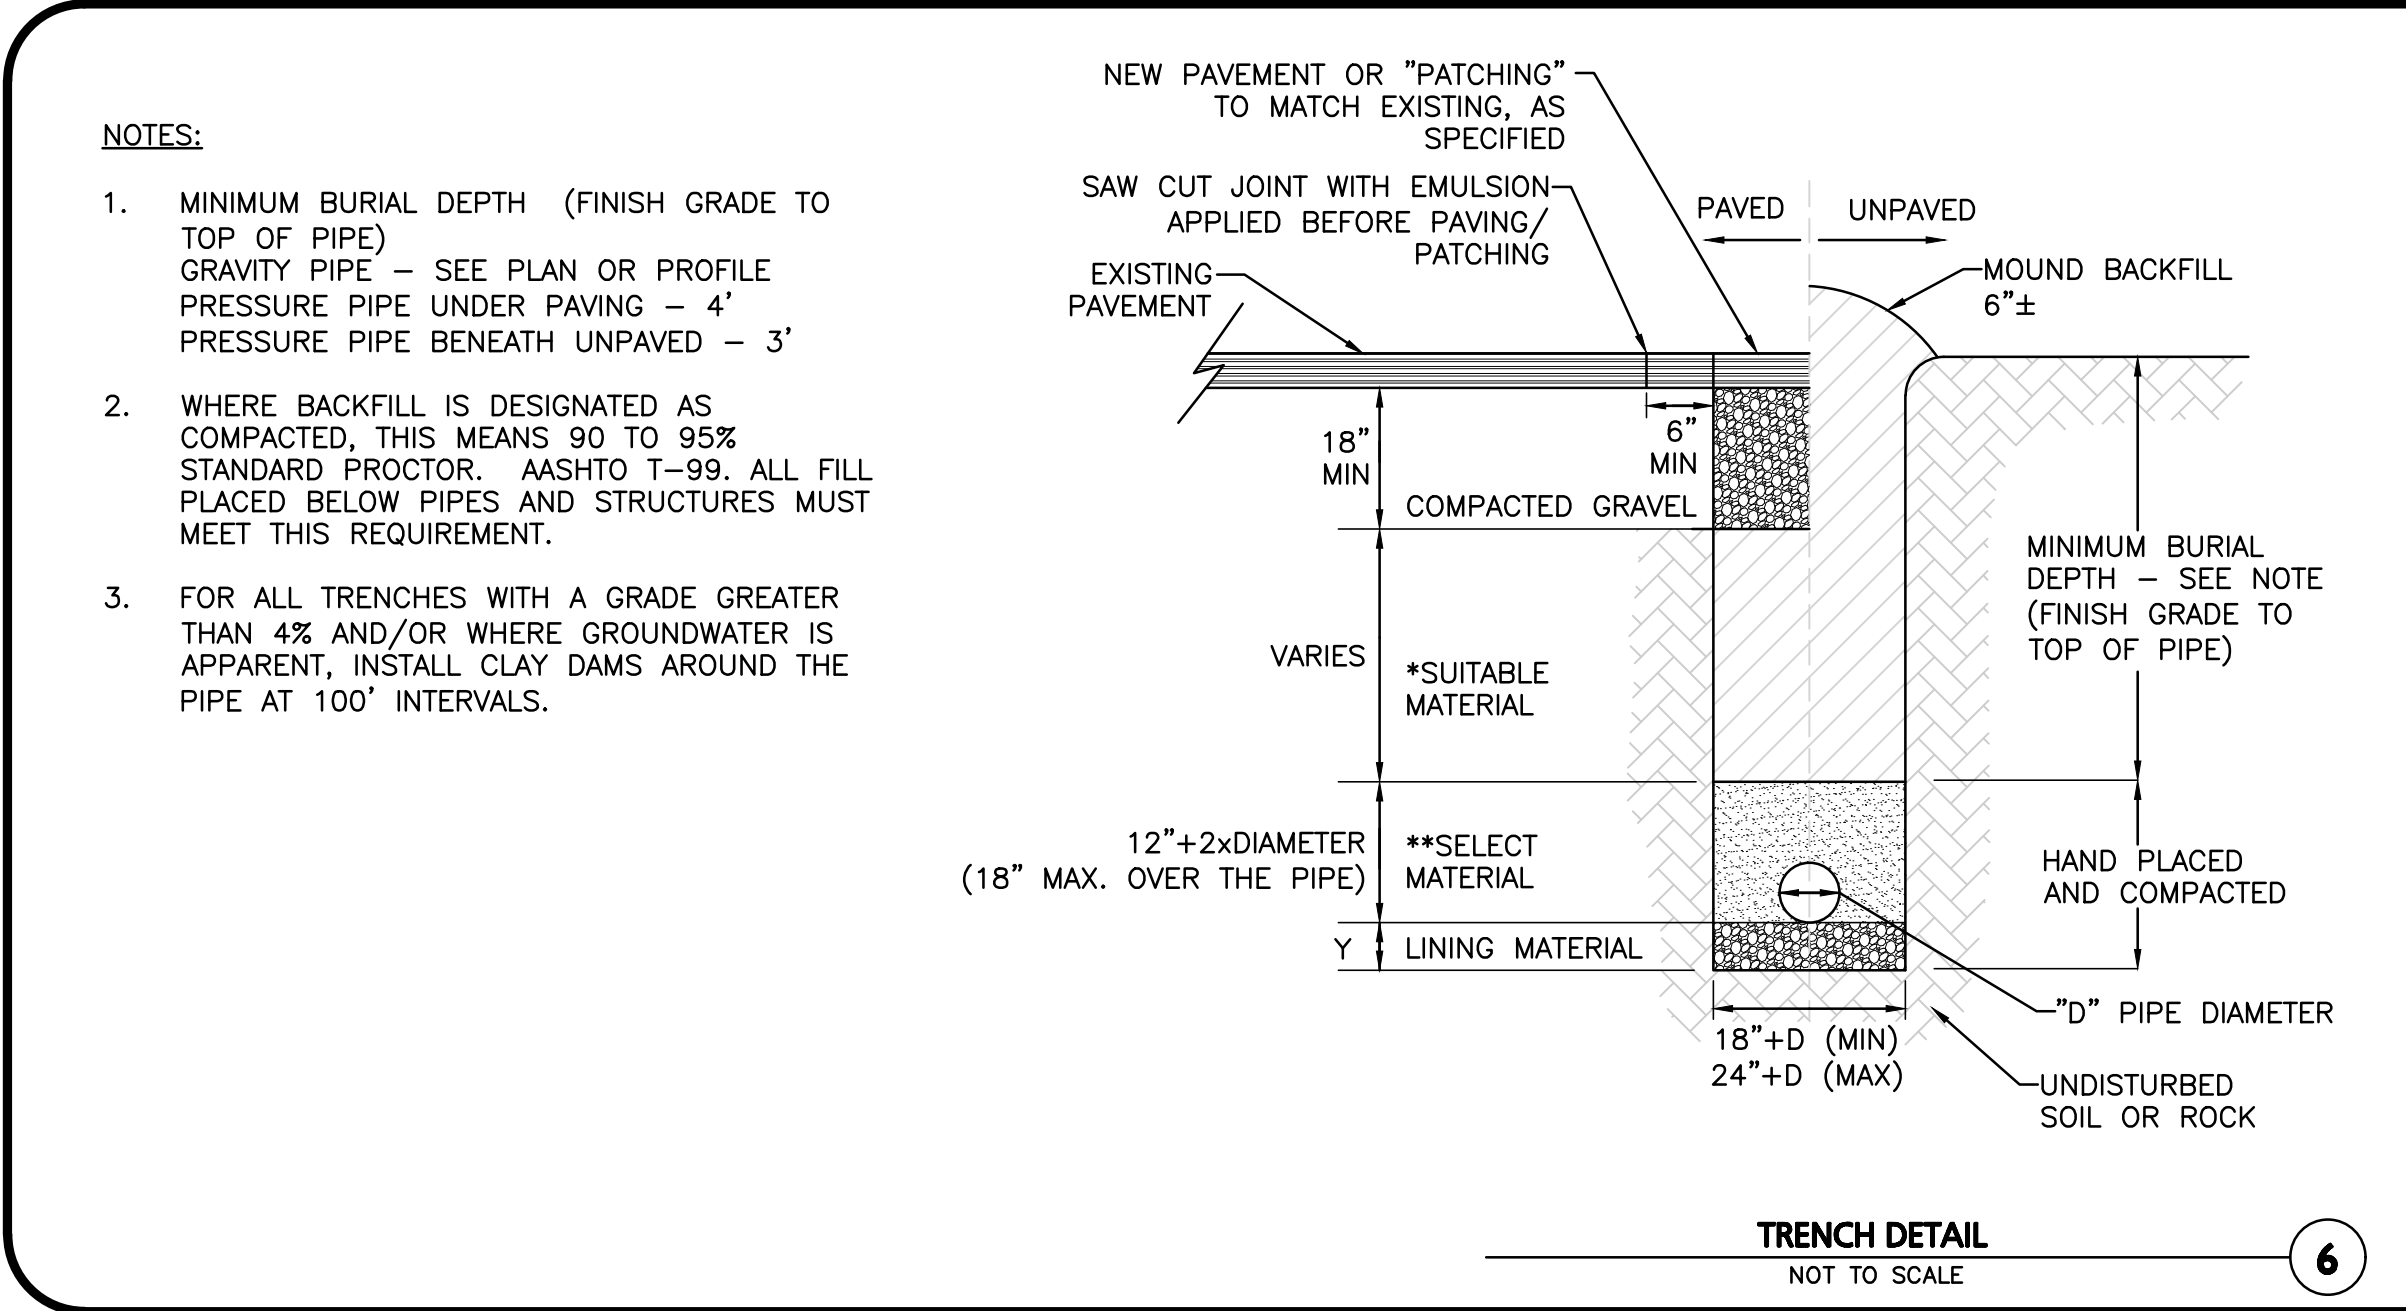 NOTES:
1. MINIMUM BURIAL DEPTH (FINISH GRADE TO
TOP OF PIPE)
GRAVITY PIPE – SEE PLAN OR PROFILE
PRESSURE PIPE UNDER PAVING – 4'
PRESSURE PIPE BENEATH UNPAVED – 3'
2. WHERE BACKFILL IS DESIGNATED AS
COMPACTED, THIS MEANS 90 TO 95%
STANDARD PROCTOR. AASHTO T–99. ALL FILL
PLACED BELOW PIPES AND STRUCTURES MUST
MEET THIS REQUIREMENT.
3. FOR ALL TRENCHES WITH A GRADE GREATER
THAN 4% AND/OR WHERE GROUNDWATER IS
APPARENT, INSTALL CLAY DAMS AROUND THE
PIPE AT 100' INTERVALS.
NEW PAVEMENT OR "PATCHING"
TO MATCH EXISTING, AS
SPECIFIED
SAW CUT JOINT WITH EMULSION
APPLIED BEFORE PAVING/
PATCHING
EXISTING
PAVEMENT
PAVED
UNPAVED
MOUND BACKFILL
6"±
18"
MIN
6"
MIN
COMPACTED GRAVEL
VARIES
*SUITABLE
MATERIAL
MINIMUM BURIAL
DEPTH – SEE NOTE
(FINISH GRADE TO
TOP OF PIPE)
12"+2xDIAMETER
(18" MAX. OVER THE PIPE)
**SELECT
MATERIAL
HAND PLACED
AND COMPACTED
Y
LINING MATERIAL
"D" PIPE DIAMETER
18"+D (MIN)
24"+D (MAX)
UNDISTURBED
SOIL OR ROCK
TRENCH DETAIL
NOT TO SCALE
6